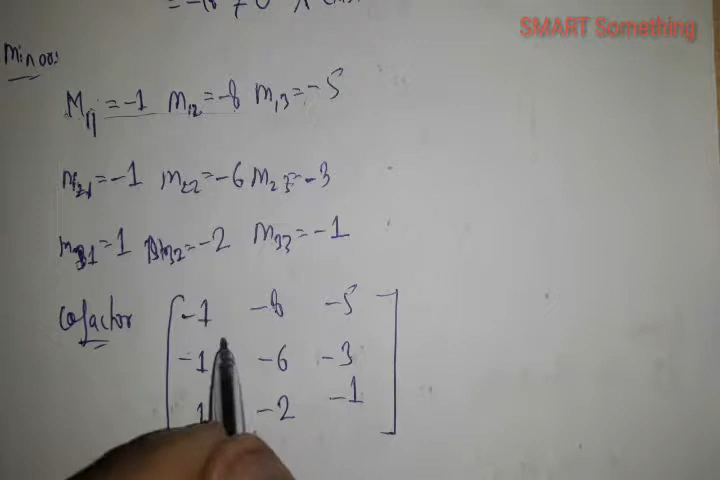 SMART Something
Minors
M11 = -1 m12 = -8 m13 = -5
m21 = -1 m22 = -6 M23 = -3
m31 = 1 M32 = -2 M33 = -1
Cofactor
-1 -8 -5
-1 -6 -3
1 -2 -1